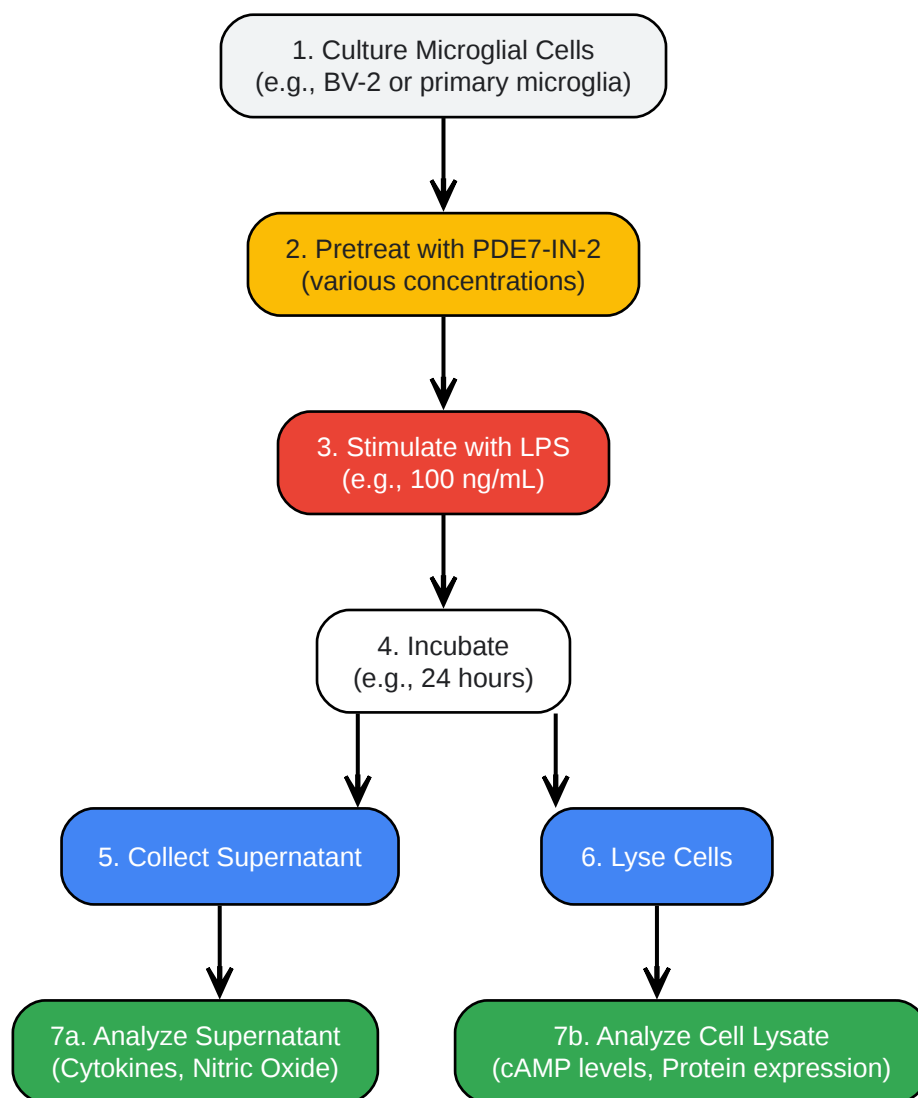 1. Culture Microglial Cells
(e.g., BV-2 or primary microglia)
2. Pretreat with PDE7-IN-2
(various concentrations)
3. Stimulate with LPS
(e.g., 100 ng/mL)
4. Incubate
(e.g., 24 hours)
5. Collect Supernatant
6. Lyse Cells
7a. Analyze Supernatant
(Cytokines, Nitric Oxide)
7b. Analyze Cell Lysate
(cAMP levels, Protein expression)